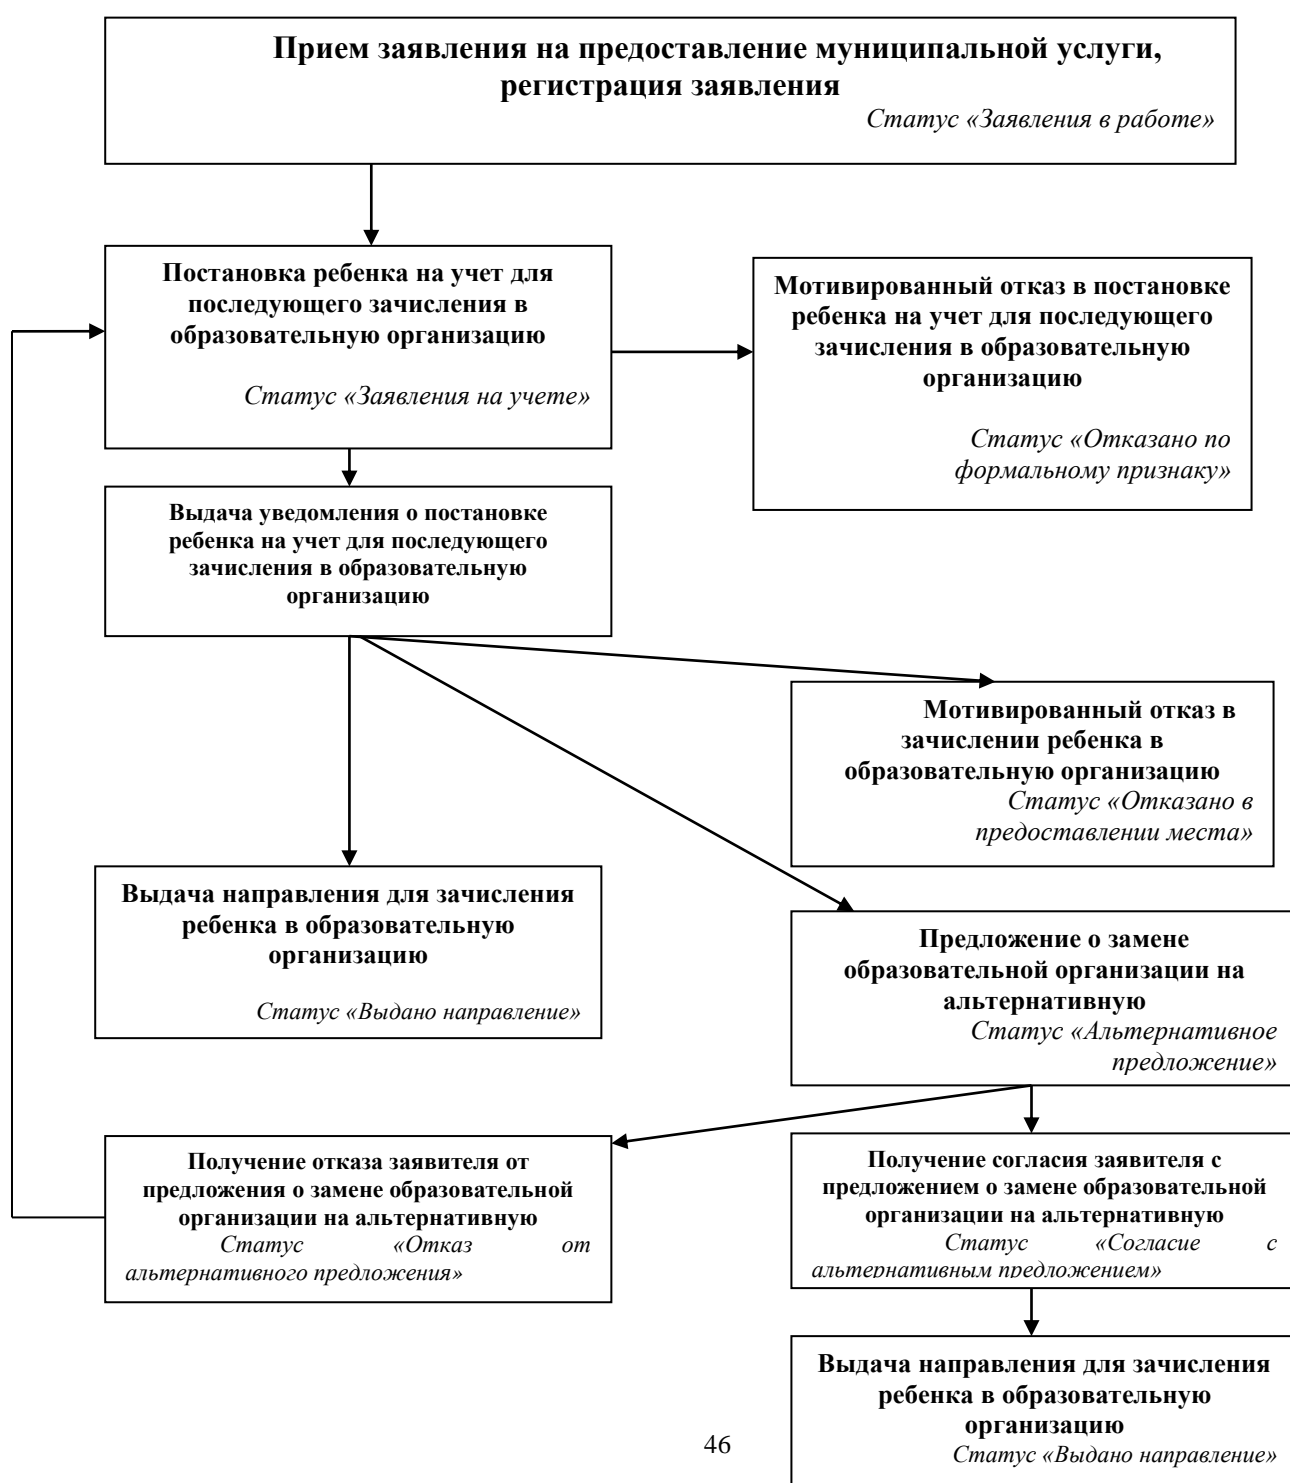 Прием заявления на предоставление муниципальной услуги,
регистрация заявления
Статус «Заявления в работе»
Постановка ребенка на учет для
последующего зачисления в
образовательную организацию
Статус «Заявления на учете»
Мотивированный отказ в постановке
ребенка на учет для последующего
зачисления в образовательную
организацию
Статус «Отказано по
формальному признаку»
Выдача уведомления о постановке
ребенка на учет для последующего
зачисления в образовательную
организацию
Мотивированный отказ в
зачислении ребенка в
образовательную организацию
Статус «Отказано в
предоставлении места»
Выдача направления для зачисления
ребенка в образовательную
организацию
Статус «Выдано направление»
Предложение о замене
образовательной организации на
альтернативную
Статус «Альтернативное
предложение»
Получение отказа заявителя от
предложения о замене образовательной
организации на альтернативную
Статус «Отказ от
альтернативного предложения»
Получение согласия заявителя с
предложением о замене образовательной
организации на альтернативную
Статус «Согласие с
альтернативным предложением»
Выдача направления для зачисления
ребенка в образовательную
организацию
Статус «Выдано направление»
46